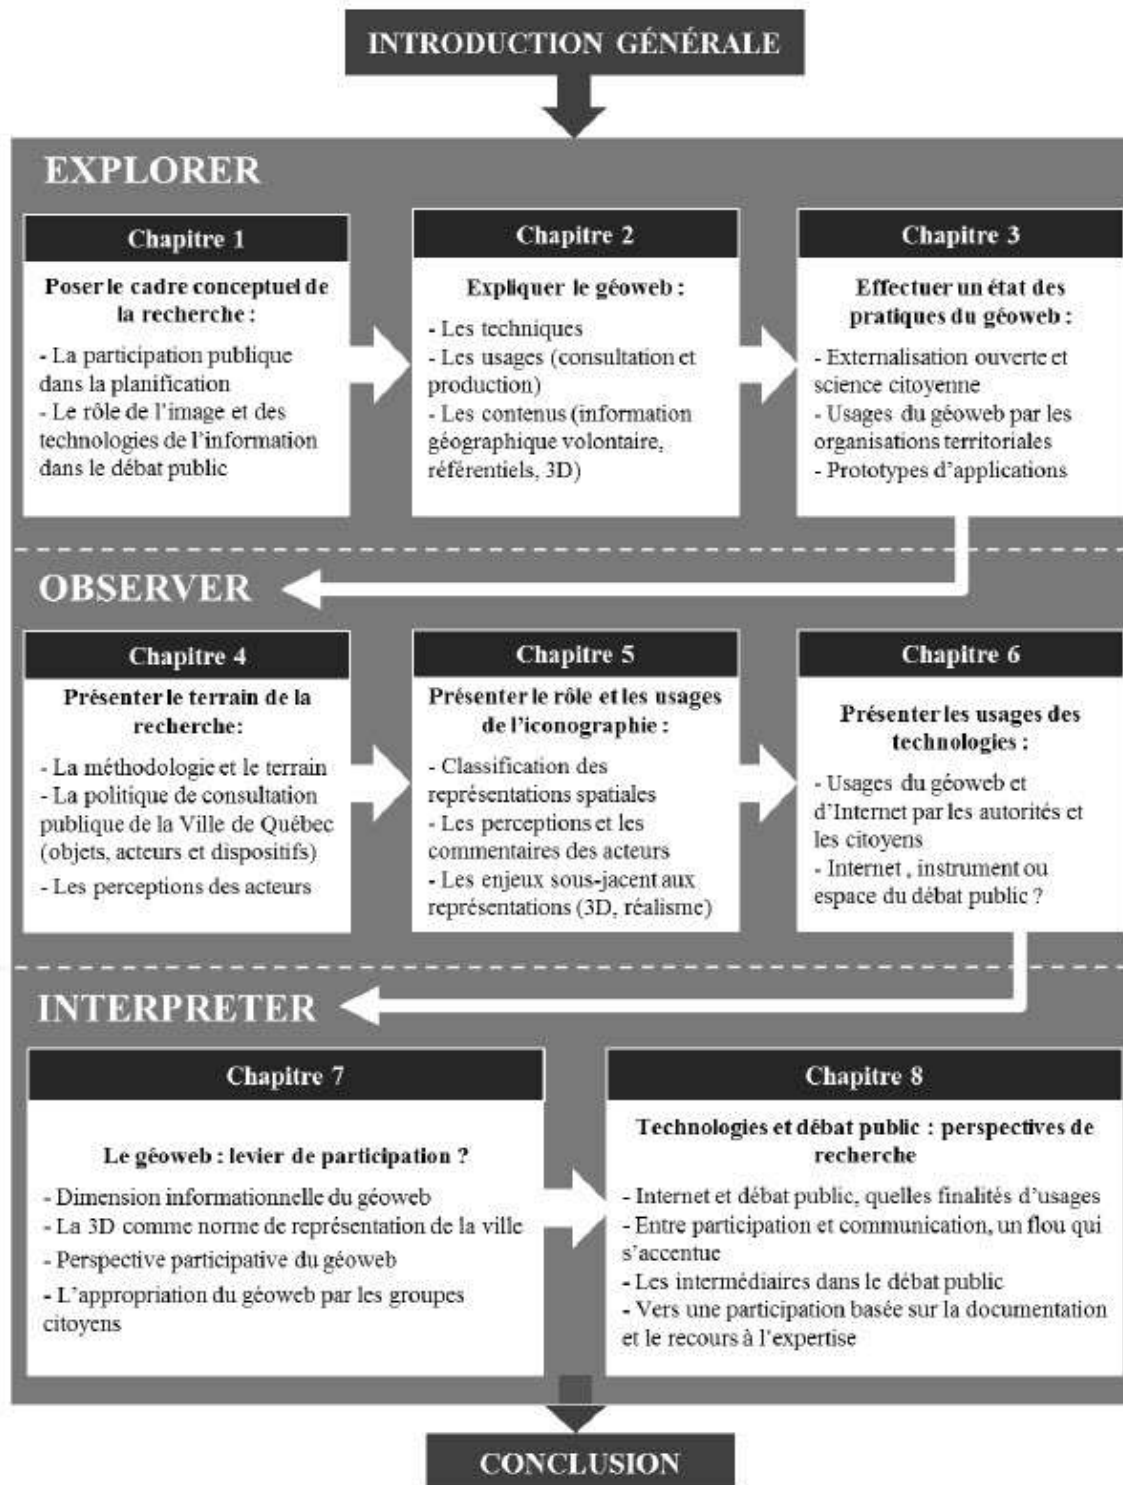 INTRODUCTION GÉNÉRALE
EXPLORER
Chapitre 1
Poser le cadre conceptuel de
la recherche :
- La participation publique
dans la planification
- Le rôle de l'image et des
technologies de l'information
dans le débat public
Chapitre 2
Expliquer le géoweb :
- Les techniques
- Les usages (consultation et
production)
- Les contenus (information
géographique volontaire,
référentiels, 3D)
Chapitre 3
Effectuer un état des
pratiques du géoweb :
- Externalisation ouverte et
science citoyenne
- Usages du géoweb par les
organisations territoriales
- Prototypes d'applications
OBSERVER
Chapitre 4
Présenter le terrain de la
recherche:
- La méthodologie et le terrain
- La politique de consultation
publique de la Ville de Québec
(objets, acteurs et dispositifs)
- Les perceptions des acteurs
Chapitre 5
Présenter le rôle et les usages
de l'iconographie :
- Classification des
représentations spatiales
- Les perceptions et les
commentaires des acteurs
- Les enjeux sous-jacent aux
représentations (3D, réalisme)
Chapitre 6
Présenter les usages des
technologies :
- Usages du géoweb et
d'Internet par les autorités et
les citoyens
- Internet , instrument ou
espace du débat public ?
INTERPRETER
Chapitre 7
Le géoweb : levier de participation ?
- Dimension informationnelle du géoweb
- La 3D comme norme de représentation de la ville
- Perspective participative du géoweb
- L'appropriation du géoweb par les groupes
citoyens
Chapitre 8
Technologies et débat public : perspectives de
recherche
- Internet et débat public, quelles finalités d'usages
- Entre participation et communication, un flou qui
s'accentue
- Les intermédiaires dans le débat public
- Vers une participation basée sur la documentation
et le recours à l'expertise
CONCLUSION